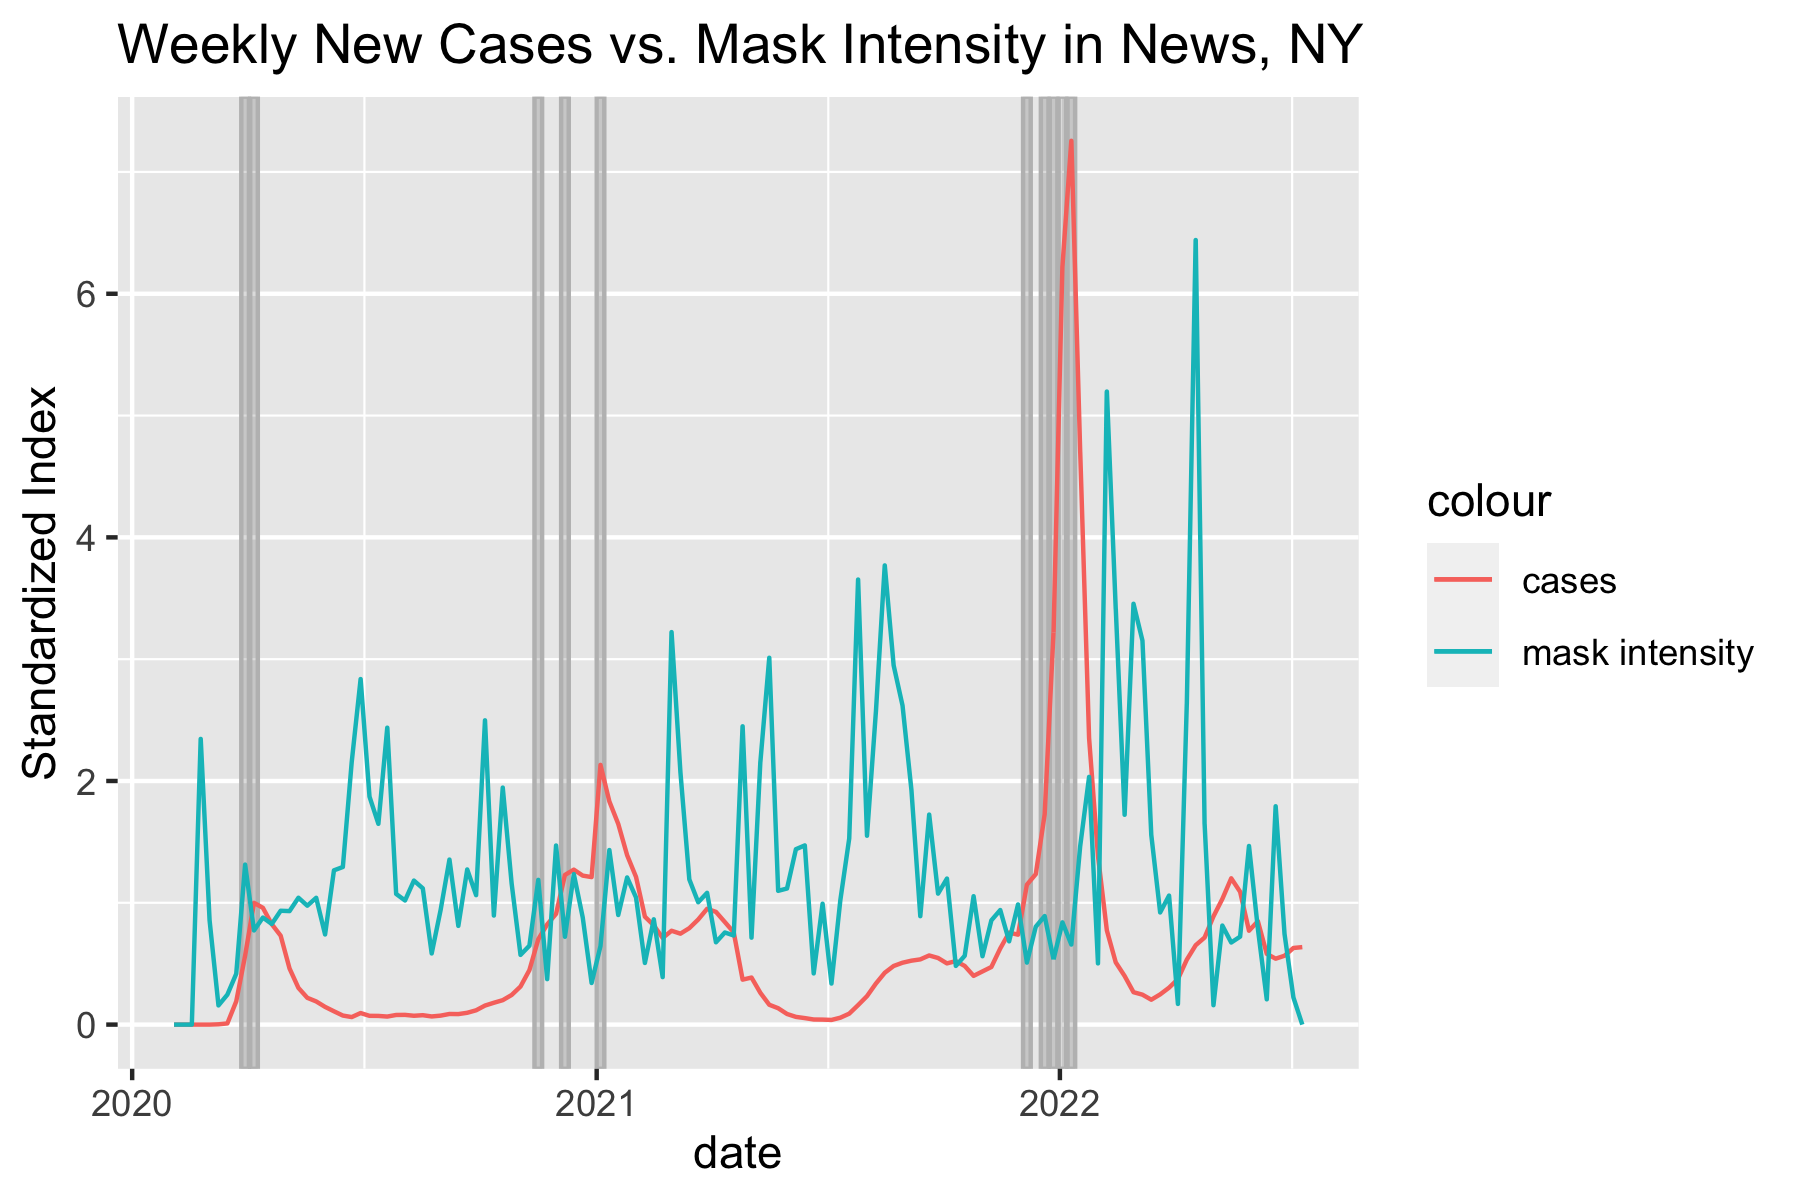 Weekly New Cases vs. Mask Intensity in News, NY
Standardized Index
6
4
2
0
2020
2021
2022
date
colour
cases
mask intensity